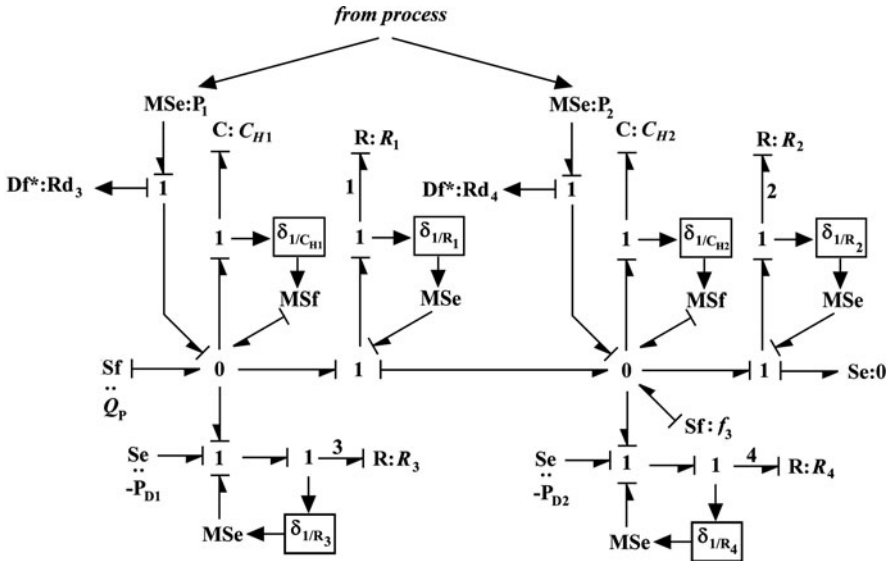 from process
MSe:P1 MSe:P2
C: CH1 R: R1 C: CH2 R: R2
Df*:Rd3 1 1 Df*:Rd4 1 2
1 δ1/CH1 1 δ1/R1 1 δ1/CH2 1 δ1/R2
MSf MSe MSf MSe
Sf 0 1 0 1 Se:0
..
QP
Sf: f3
Se 1 1 3 R: R3 Se 1 1 4 R: R4
.. ..
-PD1 -PD2
MSe δ1/R3 MSe δ1/R4